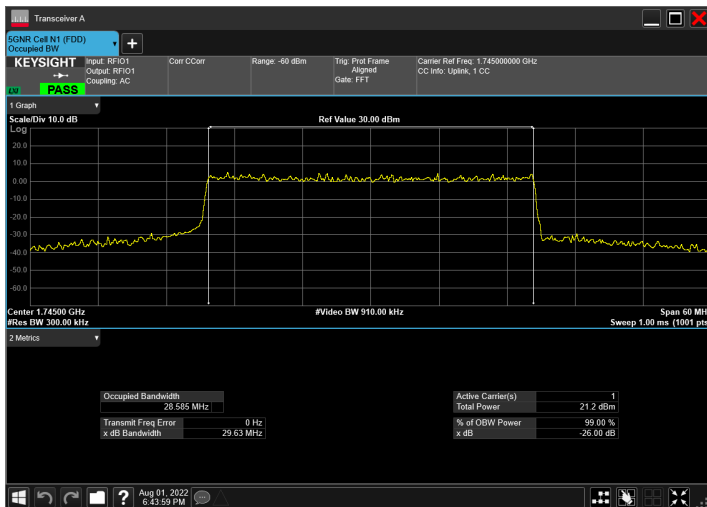 Transceiver A
5GNR Cell N1 (FDD)
Occupied BW
KEYSIGHT
Input: RFIO1
Output: RFIO1
Coupling: AC
Corr CCorr
Range: -60 dBm
Trig: Prot Frame
Aligned
Gate: FFT
Carrier Ref Freq: 1.745000000 GHz
CC Info: Uplink, 1 CC
PASS
1 Graph
Scale/Div 10.0 dB
Ref Value 30.00 dBm
Log
20.0
10.0
0.00
-10.0
-20.0
-30.0
-40.0
-50.0
-60.0
Center 1.74500 GHz
#Video BW 910.00 kHz
Span 60 MH
#Res BW 300.00 kHz
Sweep 1.00 ms (1001 pts
2 Metrics
Occupied Bandwidth
28.585 MHz
Transmit Freq Error 0 Hz
x dB Bandwidth 29.63 MHz
Active Carrier(s) 1
Total Power 21.2 dBm
% of OBW Power 99.00 %
x dB -26.00 dB
?
Aug 01, 2022
6:43:59 PM